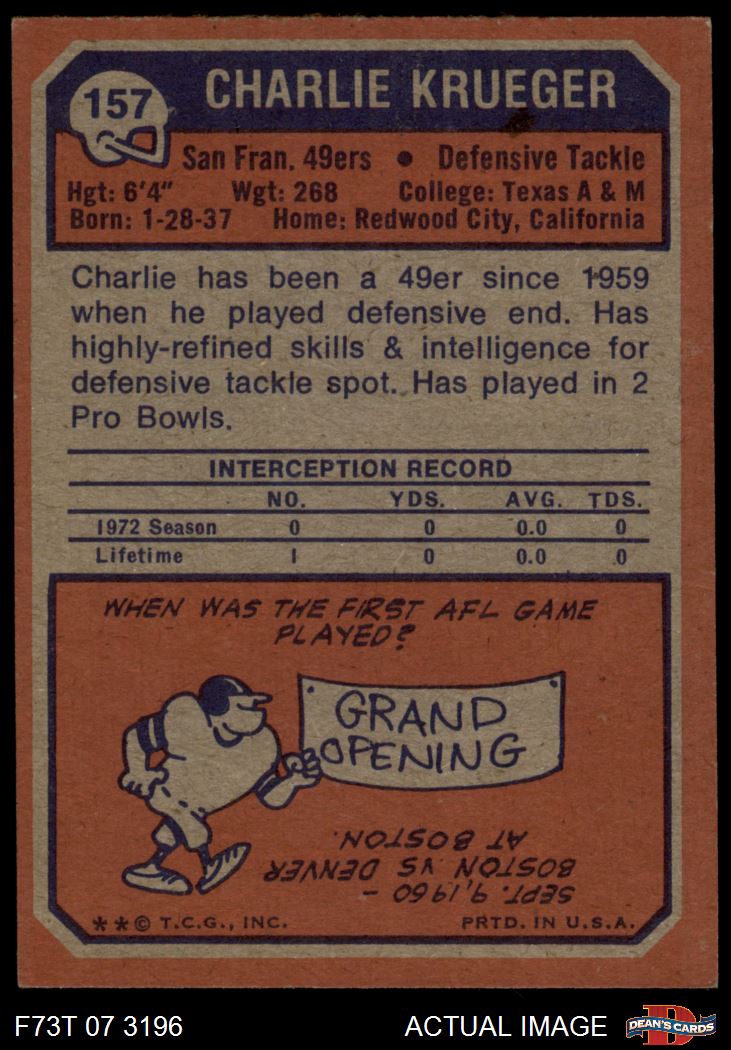 157
CHARLIE KRUEGER
San Fran. 49ers • Defensive Tackle
Hgt: 6'4" Wgt: 268 College: Texas A & M
Born: 1-28-37 Home: Redwood City, California
Charlie has been a 49er since 1959
when he played defensive end. Has
highly-refined skills & intelligence for
defensive tackle spot. Has played in 2
Pro Bowls.
INTERCEPTION RECORD
NO. YDS. AVG. TDS.
1972 Season 0 0 0.0 0
Lifetime 1 0 0.0 0
WHEN WAS THE FIRST AFL GAME
PLAYED?
GRAND
OPENING
SEPT. 9, 1960 -
BOSTON VS DENVER
AT BOSTON.
**© T.C.G., INC. PRTD. IN U.S.A.
F73T 07 3196 ACTUAL IMAGE
D
DEAN'S CARDS